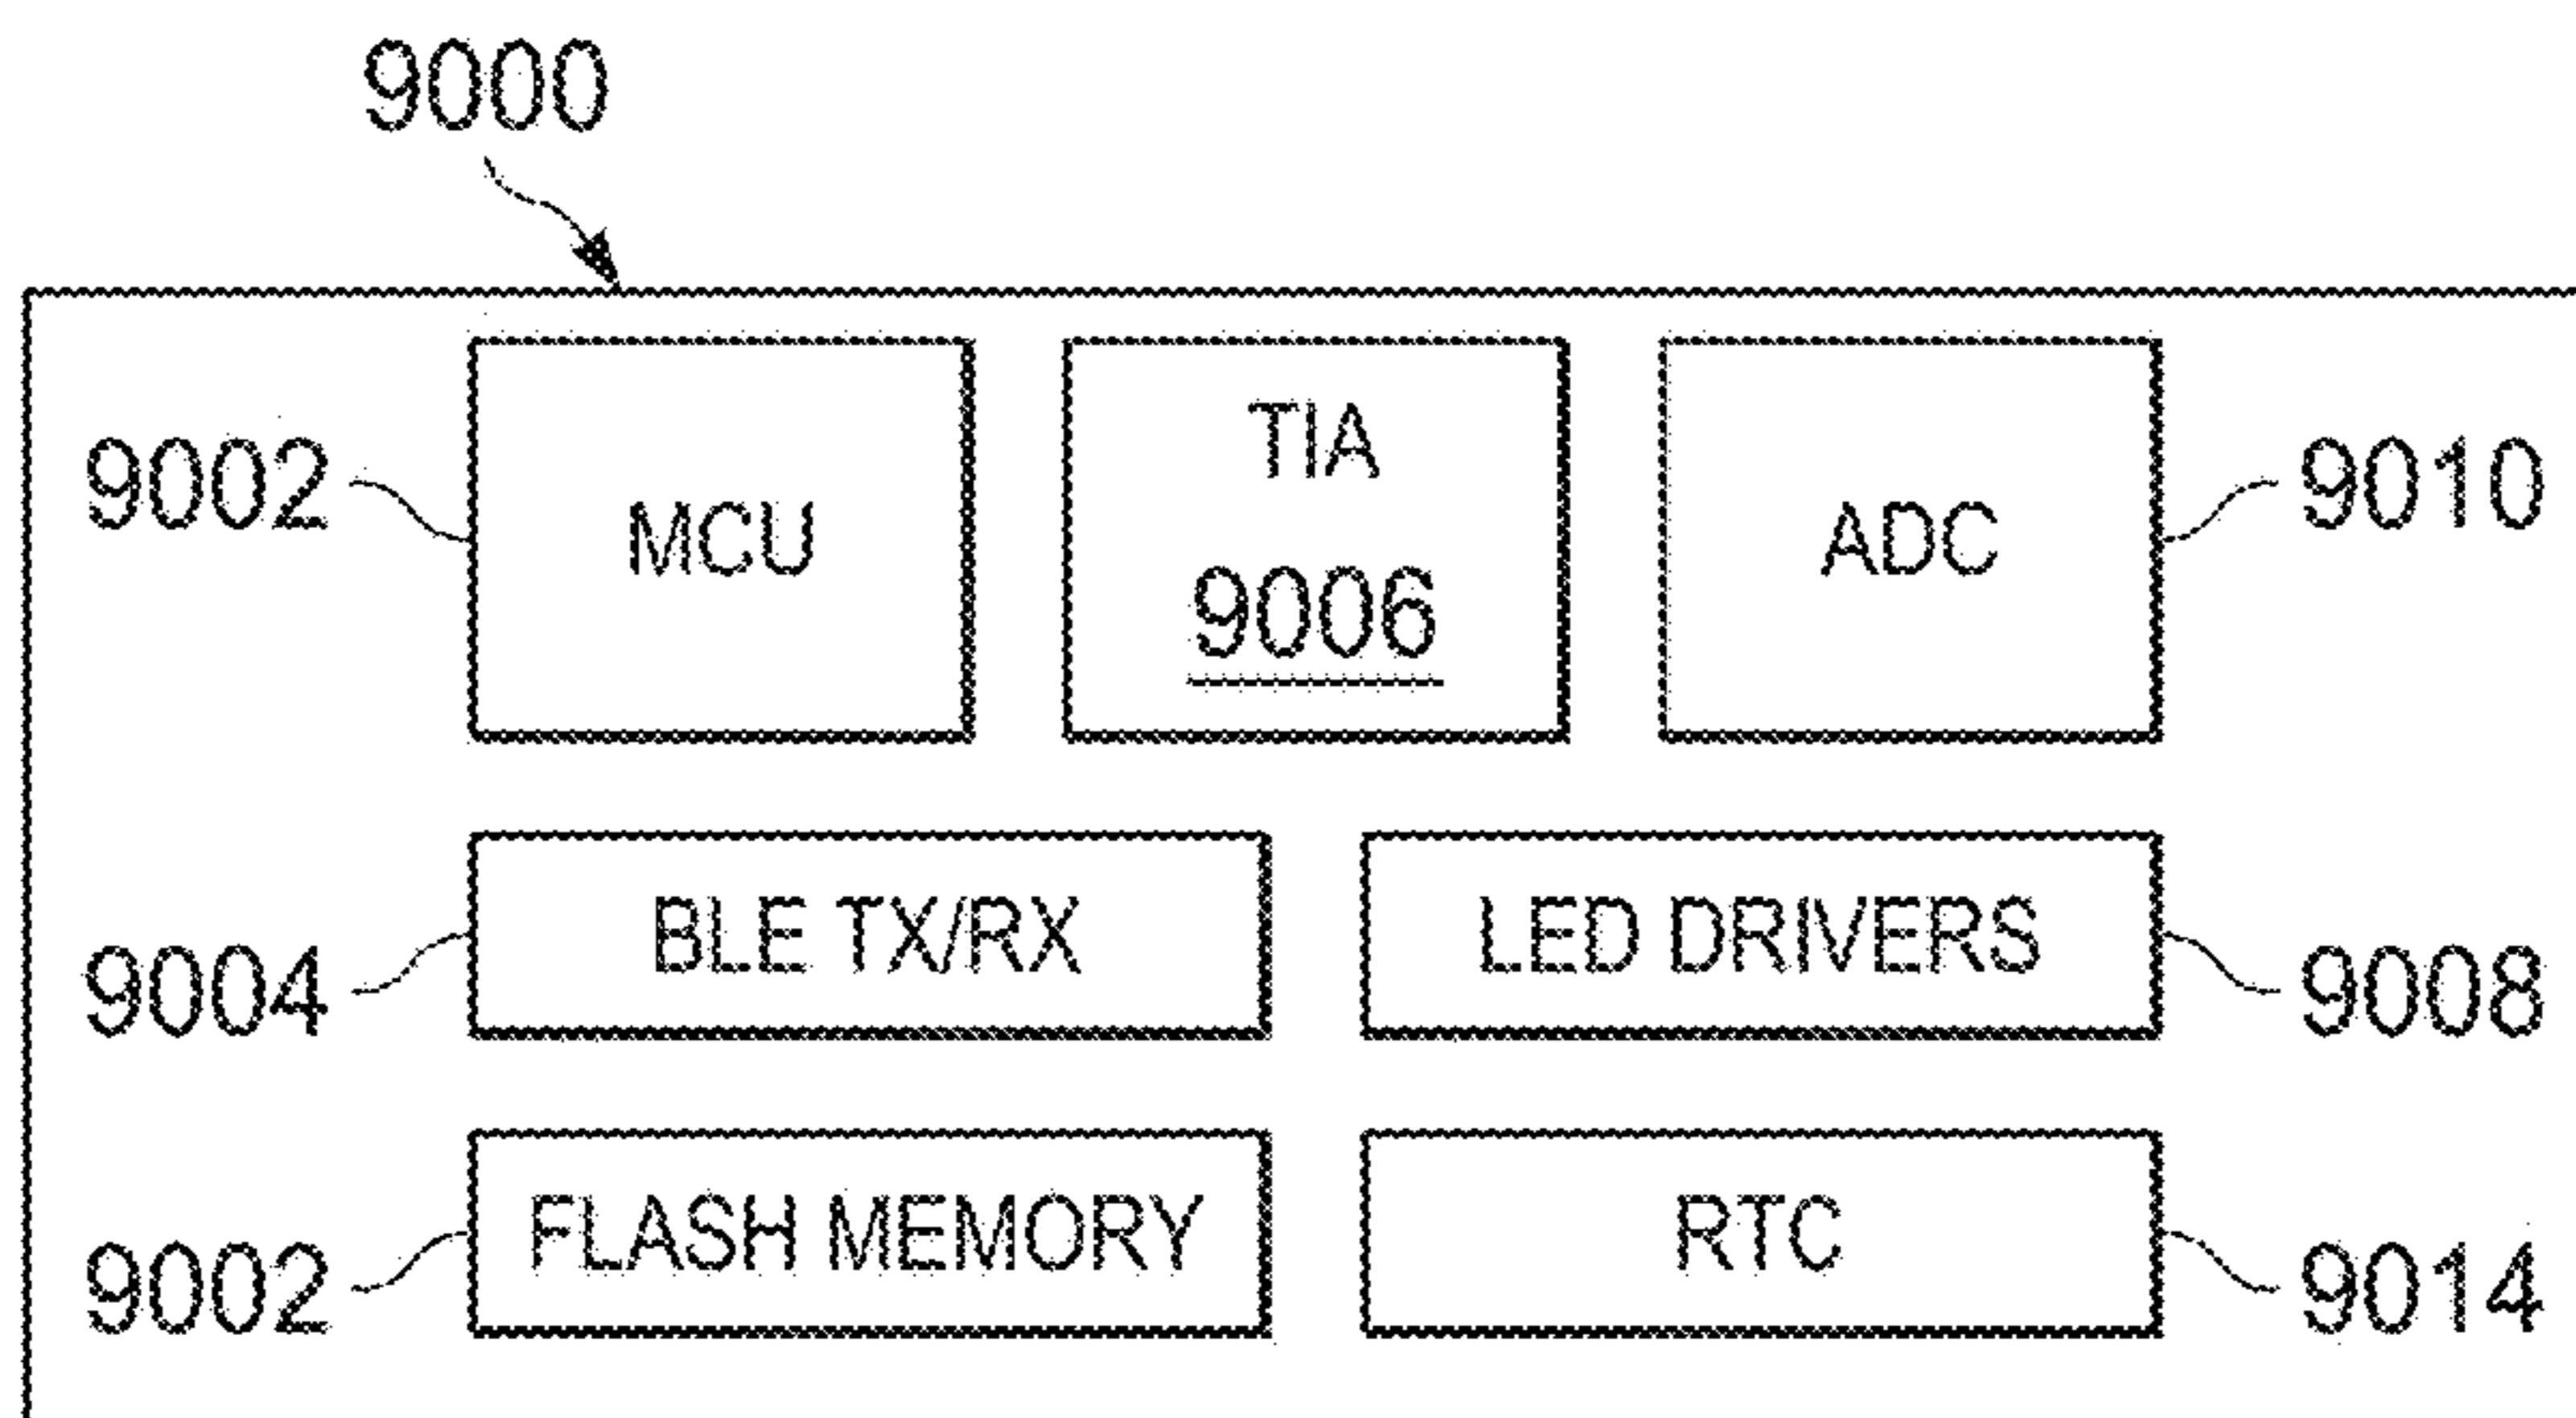 9000
9002 MCU TIA 9006 ADC 9010
9004 BLE TX/RX LED DRIVERS 9008
9002 FLASH MEMORY RTC 9014